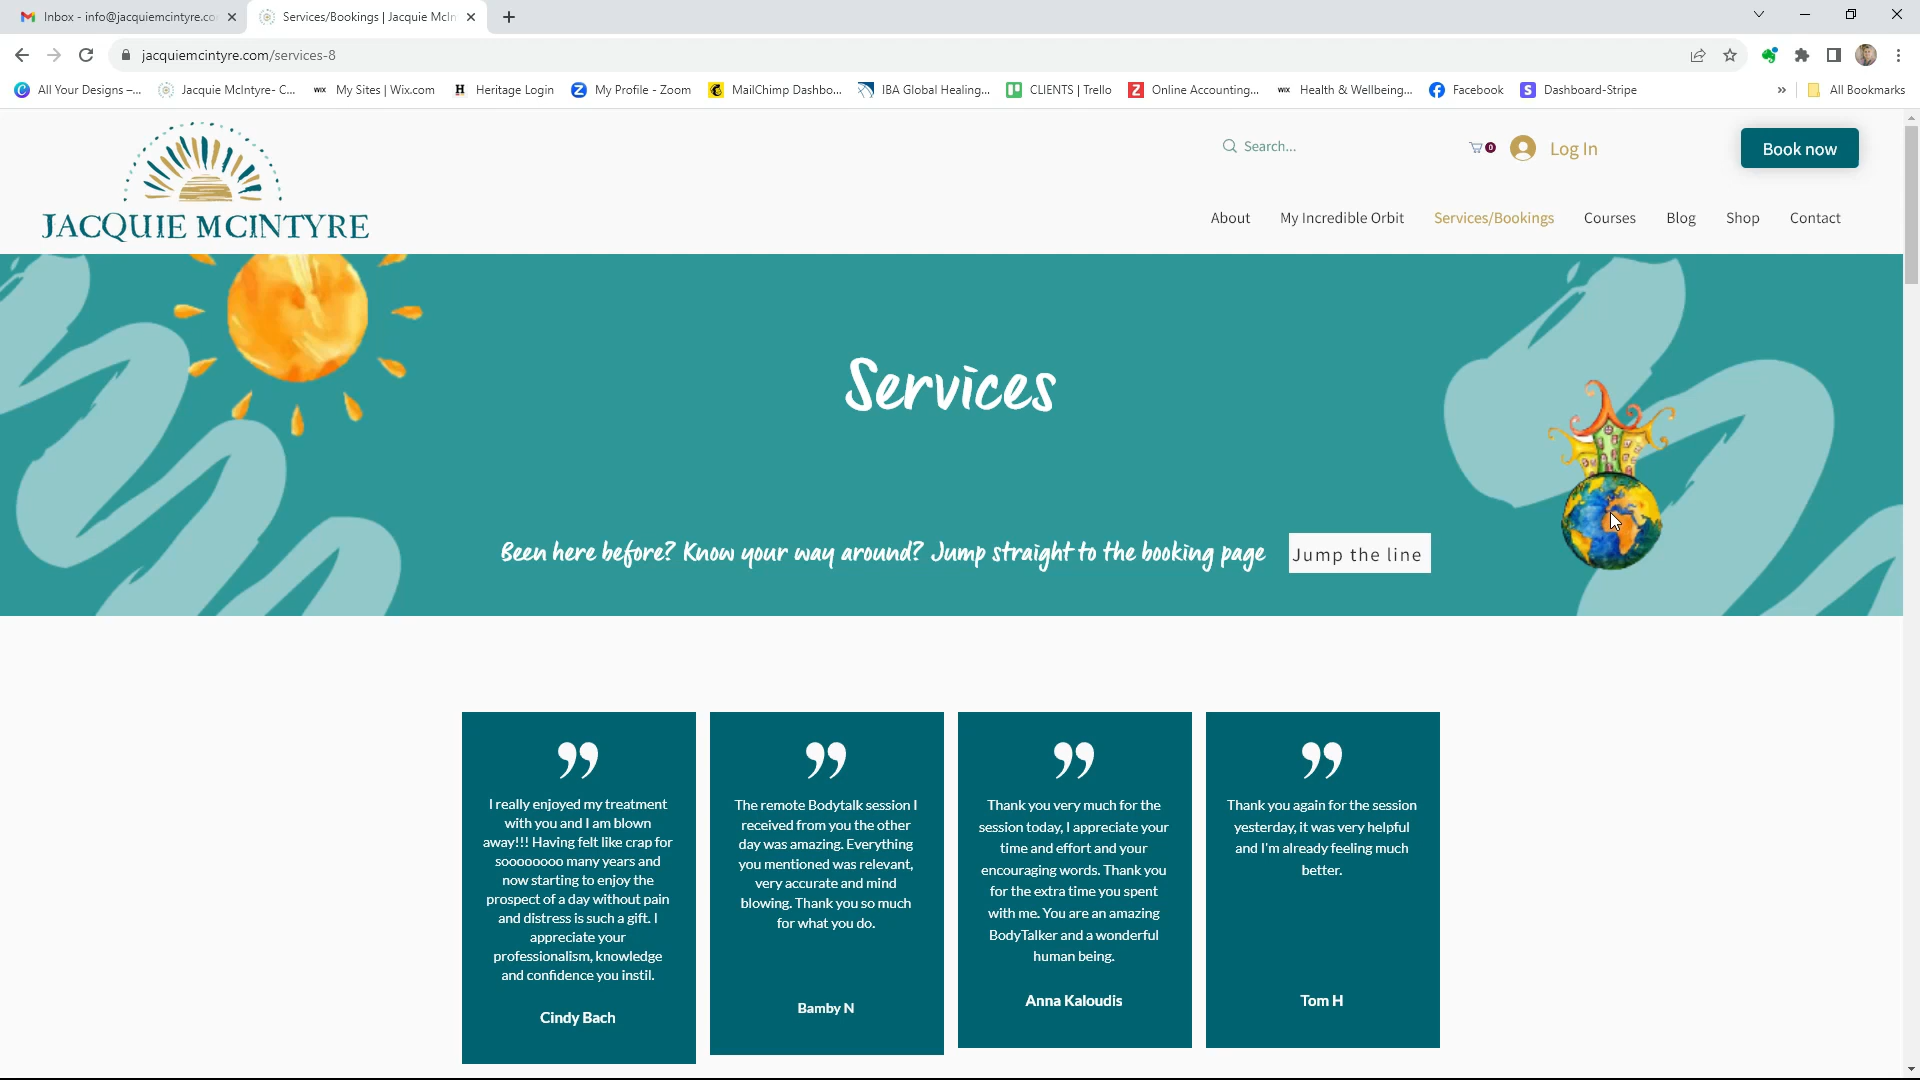 Inbox - info@jacquiemcintyre.co
Services/Bookings | Jacquie McIn
jacquiemcintyre.com/services-8
All Your Designs –...
Jacquie McIntyre- C...
WIX My Sites | Wix.com
H Heritage Login
Z My Profile - Zoom
MailChimp Dashbo...
IBA Global Healing...
CLIENTS | Trello
Z Online Accounting...
WIX Health & Wellbeing...
Facebook
S Dashboard-Stripe
»
All Bookmarks
JACQUIE MCINTYRE
Search...
0
Log In
Book now
About
My Incredible Orbit
Services/Bookings
Courses
Blog
Shop
Contact
Services
Been here before? Know your way around? Jump straight to the booking page
Jump the line
”
I really enjoyed my treatment
with you and I am blown
away!!! Having felt like crap for
soooooooo many years and
now starting to enjoy the
prospect of a day without pain
and distress is such a gift. I
appreciate your
professionalism, knowledge
and confidence you instil.
Cindy Bach
”
The remote Bodytalk session I
received from you the other
day was amazing. Everything
you mentioned was relevant,
very accurate and mind
blowing. Thank you so much
for what you do.
Bamby N
”
Thank you very much for the
session today, I appreciate your
time and effort and your
encouraging words. Thank you
for the extra time you spent
with me. You are an amazing
BodyTalker and a wonderful
human being.
Anna Kaloudis
”
Thank you again for the session
yesterday, it was very helpful
and I'm already feeling much
better.
Tom H